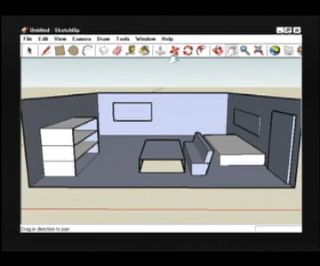 Untitled - SketchUp
File Edit View Camera Draw Tools Window Help
Drag in direction to pan